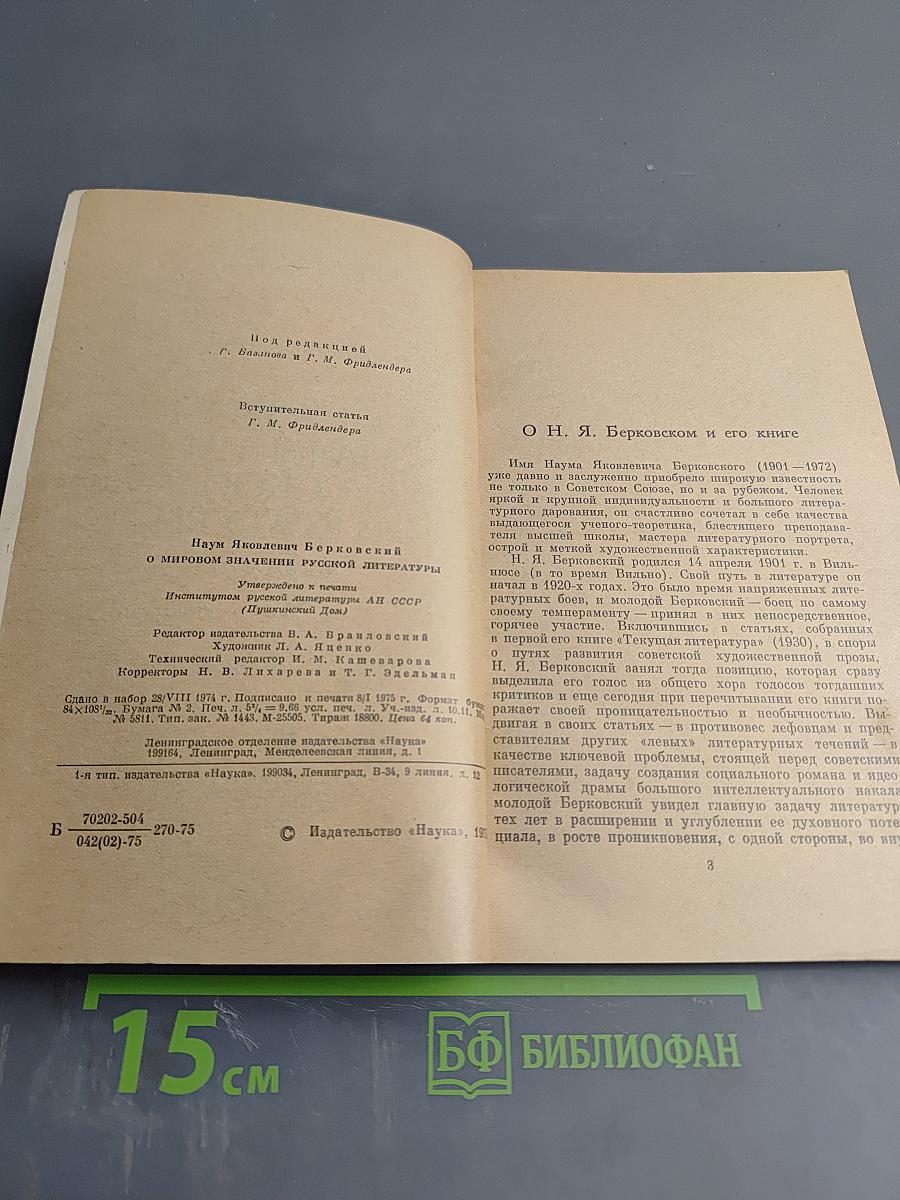 Под редакцией
Г. Базанова и Г. М. Фридлендера
Вступительная статья
Г. М. Фридлендера
Наум Яковлевич Берковский
О МИРОВОМ ЗНАЧЕНИИ РУССКОЙ ЛИТЕРАТУРЫ
Утверждено к печати
Институтом русской литературы АН СССР
(Пушкинский Дом)
Редактор издательства В. А. Браиловский
Художник Л. А. Яценко
Технический редактор И. М. Кашеварова
Корректоры Н. В. Лихарева и Т. Г. Эдельман
Сдано в набор 28/VIII 1974 г. Подписано к печати 8/I 1975 г. Формат
84×108¹/₃₂. Бумага № 2. Печ. л. 5³/₄ = 9.66 усл. печ. л. Уч.-изд. л. 10.11.
№ 5811. Тип. зак. № 1443. М-25505. Тираж 18800. Цена 64 коп.
Ленинградское отделение издательства «Наука»
199164, Ленинград, Менделеевская линия, д. 1
1-я тип. издательства «Наука». 199034, Ленинград, В-34, 9 линия, д. 12
Б 70202-504
042(02)-75 270-75
© Издательство «Наука», 197
О Н. Я. Берковском и его книге
Имя Наума Яковлевича Берковского (1901—1972)
уже давно и заслуженно приобрело широкую известность
не только в Советском Союзе, но и за рубежом. Человек
яркой и крупной индивидуальности и большого литера-
турного дарования, он счастливо сочетал в себе качества
выдающегося ученого-теоретика, блестящего преподава-
теля высшей школы, мастера литературного портрета,
острой и меткой художественной характеристики.
Н. Я. Берковский родился 14 апреля 1901 г. в Виль-
нюсе (в то время Вильно). Свой путь в литературе он
начал в 1920-х годах. Это было время напряженных лите-
ратурных боев, и молодой Берковский — боец по самому
своему темпераменту — принял в них непосредственное,
горячее участие. Включившись в статьях, собранных
в первой его книге «Текущая литература» (1930), в споры
о путях развития советской художественной прозы,
Н. Я. Берковский занял тогда позицию, которая сразу
выделила его голос из общего хора голосов тогдашних
критиков и еще сегодня при перечитывании его книги по-
ражает своей проницательностью и необычностью. Вы-
двигая в своих статьях — в противовес лефовцам и пред-
ставителям других «левых» литературных течений — в
качестве ключевой проблемы, стоящей перед советскими
писателями, задачу создания социального романа и идео-
логической драмы большого интеллектуального накала
молодой Берковский увидел главную задачу литератур
тех лет в расширении и углублении ее духовного поте
циала, в росте проникновения, с одной стороны, во вну
3
15 см
БФ БИБЛИОФАН